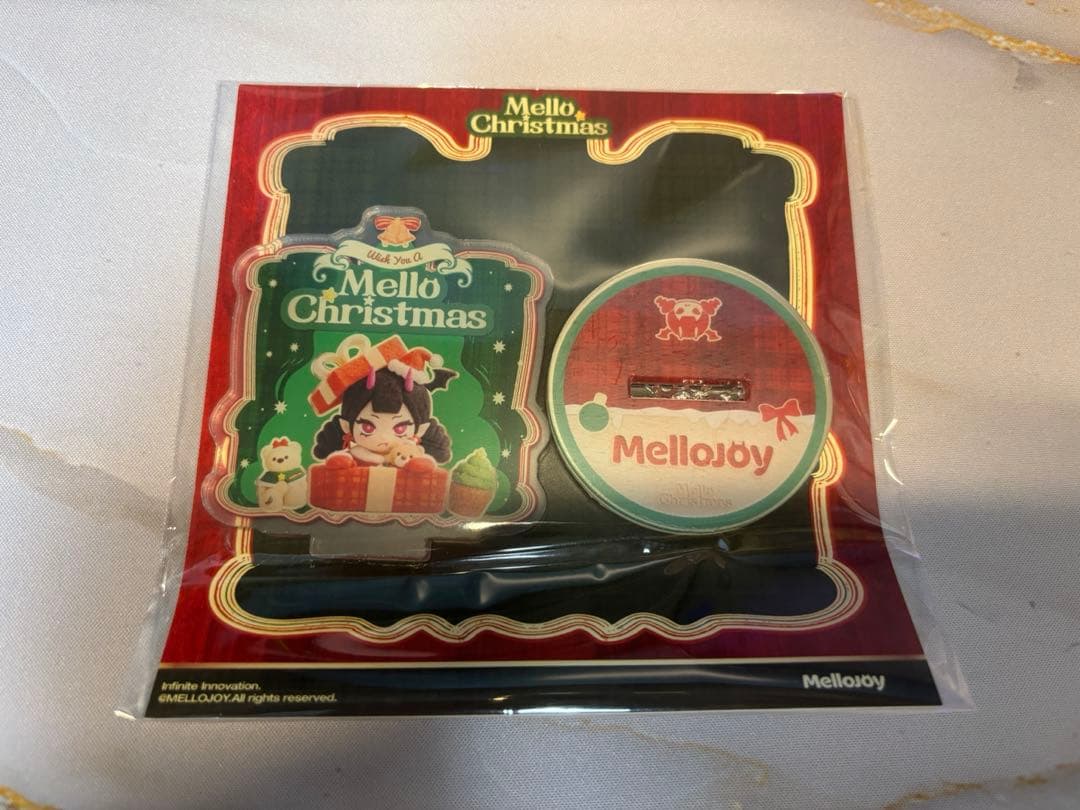 Mello
Christmas
Wish You A
Mello
Christmas
MelloJOY
Mello
Christmas
Infinite Innovation.
©MELLOJOY.All rights reserved.
MelloJOY